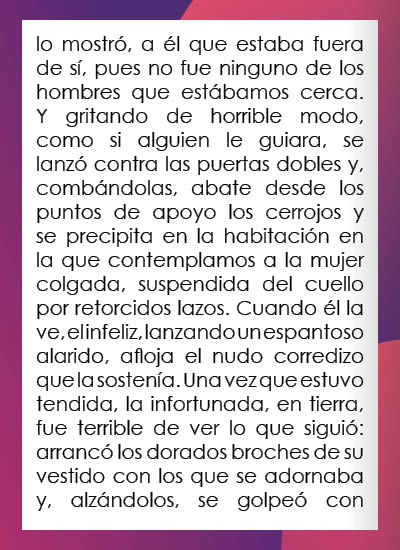 lo mostró, a él que estaba fuera
de sí, pues no fue ninguno de los
hombres que estábamos cerca.
Y gritando de horrible modo,
como si alguien le guiara, se
lanzó contra las puertas dobles y,
combándolas, abate desde los
puntos de apoyo los cerrojos y
se precipita en la habitación en
la que contemplamos a la mujer
colgada, suspendida del cuello
por retorcidos lazos. Cuando él la
ve, el infeliz, lanzando un espantoso
alarido, afloja el nudo corredizo
que la sostenía. Una vez que estuvo
tendida, la infortunada, en tierra,
fue terrible de ver lo que siguió:
arrancó los dorados broches de su
vestido con los que se adornaba
y, alzándolos, se golpeó con